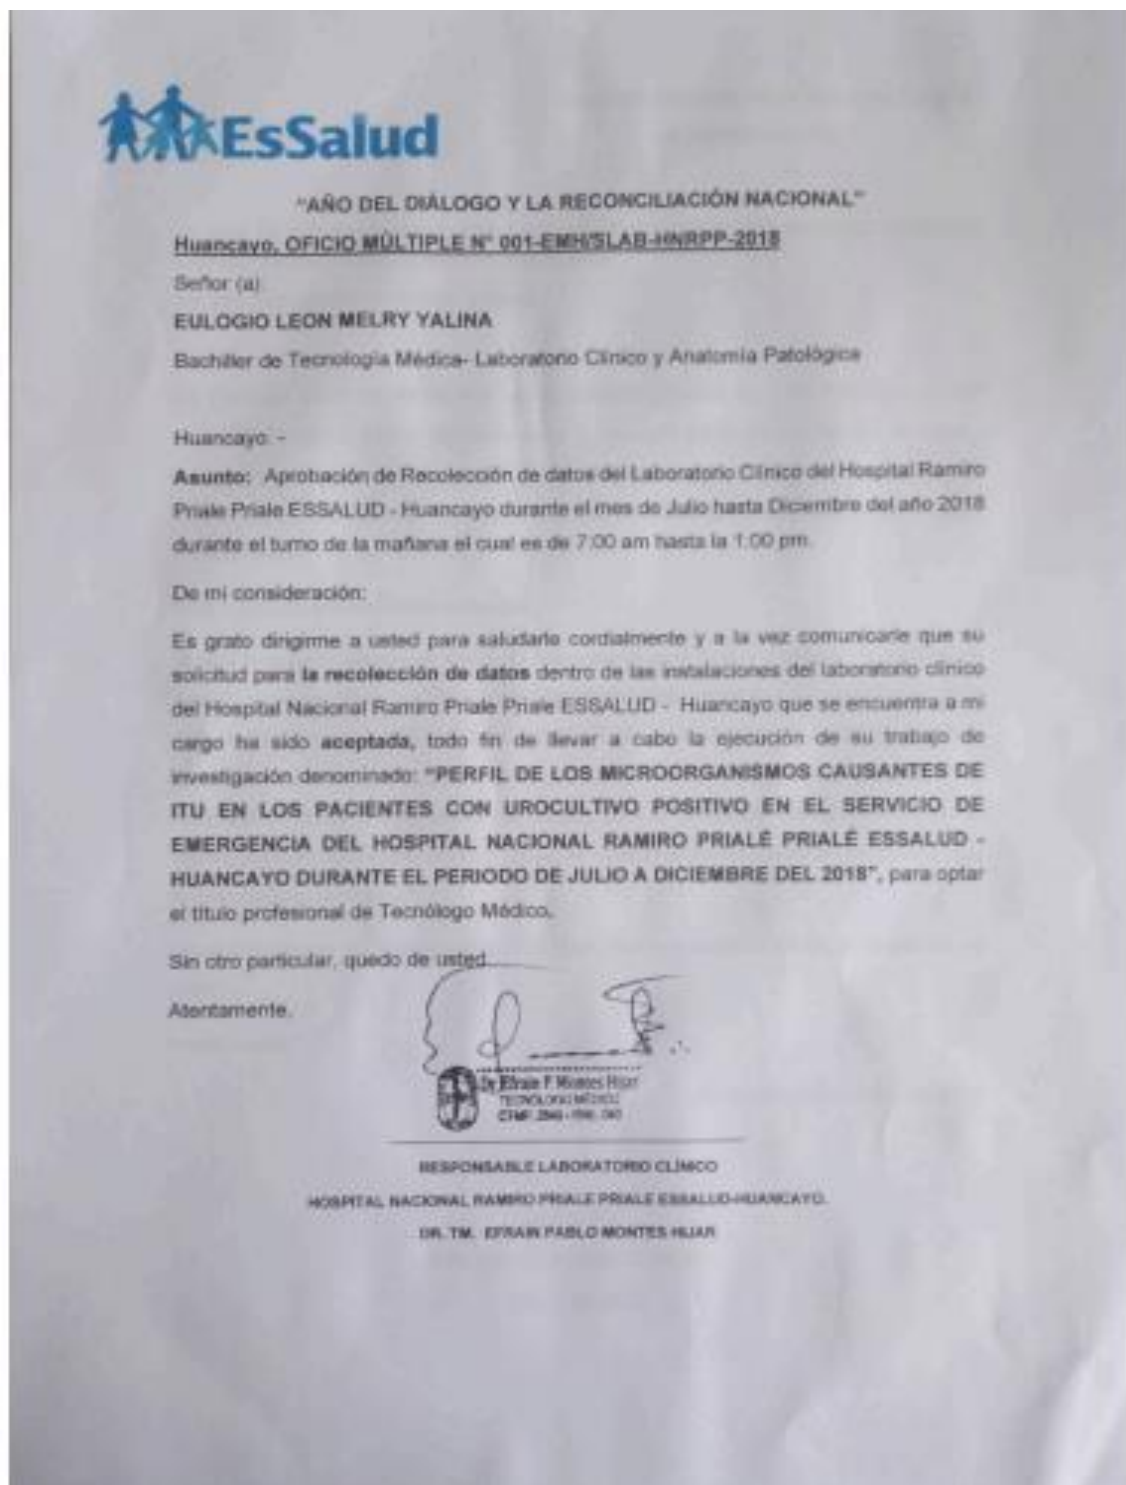 EsSalud
"AÑO DEL DIÁLOGO Y LA RECONCILIACIÓN NACIONAL"
Huancayo, OFICIO MÚLTIPLE N° 001-EMH/SLAB-HNRPP-2018
Señor (a)
EULOGIO LEON MELRY YALINA
Bachiller de Tecnología Médica- Laboratorio Clínico y Anatomía Patológica
Huancayo: -
Asunto: Aprobación de Recolección de datos del Laboratorio Clínico del Hospital Ramiro
Priale Priale ESSALUD - Huancayo durante el mes de Julio hasta Diciembre del año 2018
durante el turno de la mañana el cual es de 7:00 am hasta la 1:00 pm.
De mi consideración:
Es grato dirigirme a usted para saludarle cordialmente y a la vez comunicarle que su
solicitud para la recolección de datos dentro de las instalaciones del laboratorio clínico
del Hospital Nacional Ramiro Priale Priale ESSALUD - Huancayo que se encuentra a mi
cargo ha sido aceptada, todo fin de llevar a cabo la ejecución de su trabajo de
investigación denominado: "PERFIL DE LOS MICROORGANISMOS CAUSANTES DE
ITU EN LOS PACIENTES CON UROCULTIVO POSITIVO EN EL SERVICIO DE
EMERGENCIA DEL HOSPITAL NACIONAL RAMIRO PRIALÉ PRIALÉ ESSALUD -
HUANCAYO DURANTE EL PERIODO DE JULIO A DICIEMBRE DEL 2018", para optar
el título profesional de Tecnólogo Médico.
Sin otro particular, quedo de usted
Atentamente.
Dr. Efrain P. Montes Hijar
TECNOLOGO MÉDICO
CTMP
RESPONSABLE LABORATORIO CLÍNICO
HOSPITAL NACIONAL RAMIRO PRIALE PRIALE ESSALUD-HUANCAYO.
DR. TM. EFRAIN PABLO MONTES HIJAR